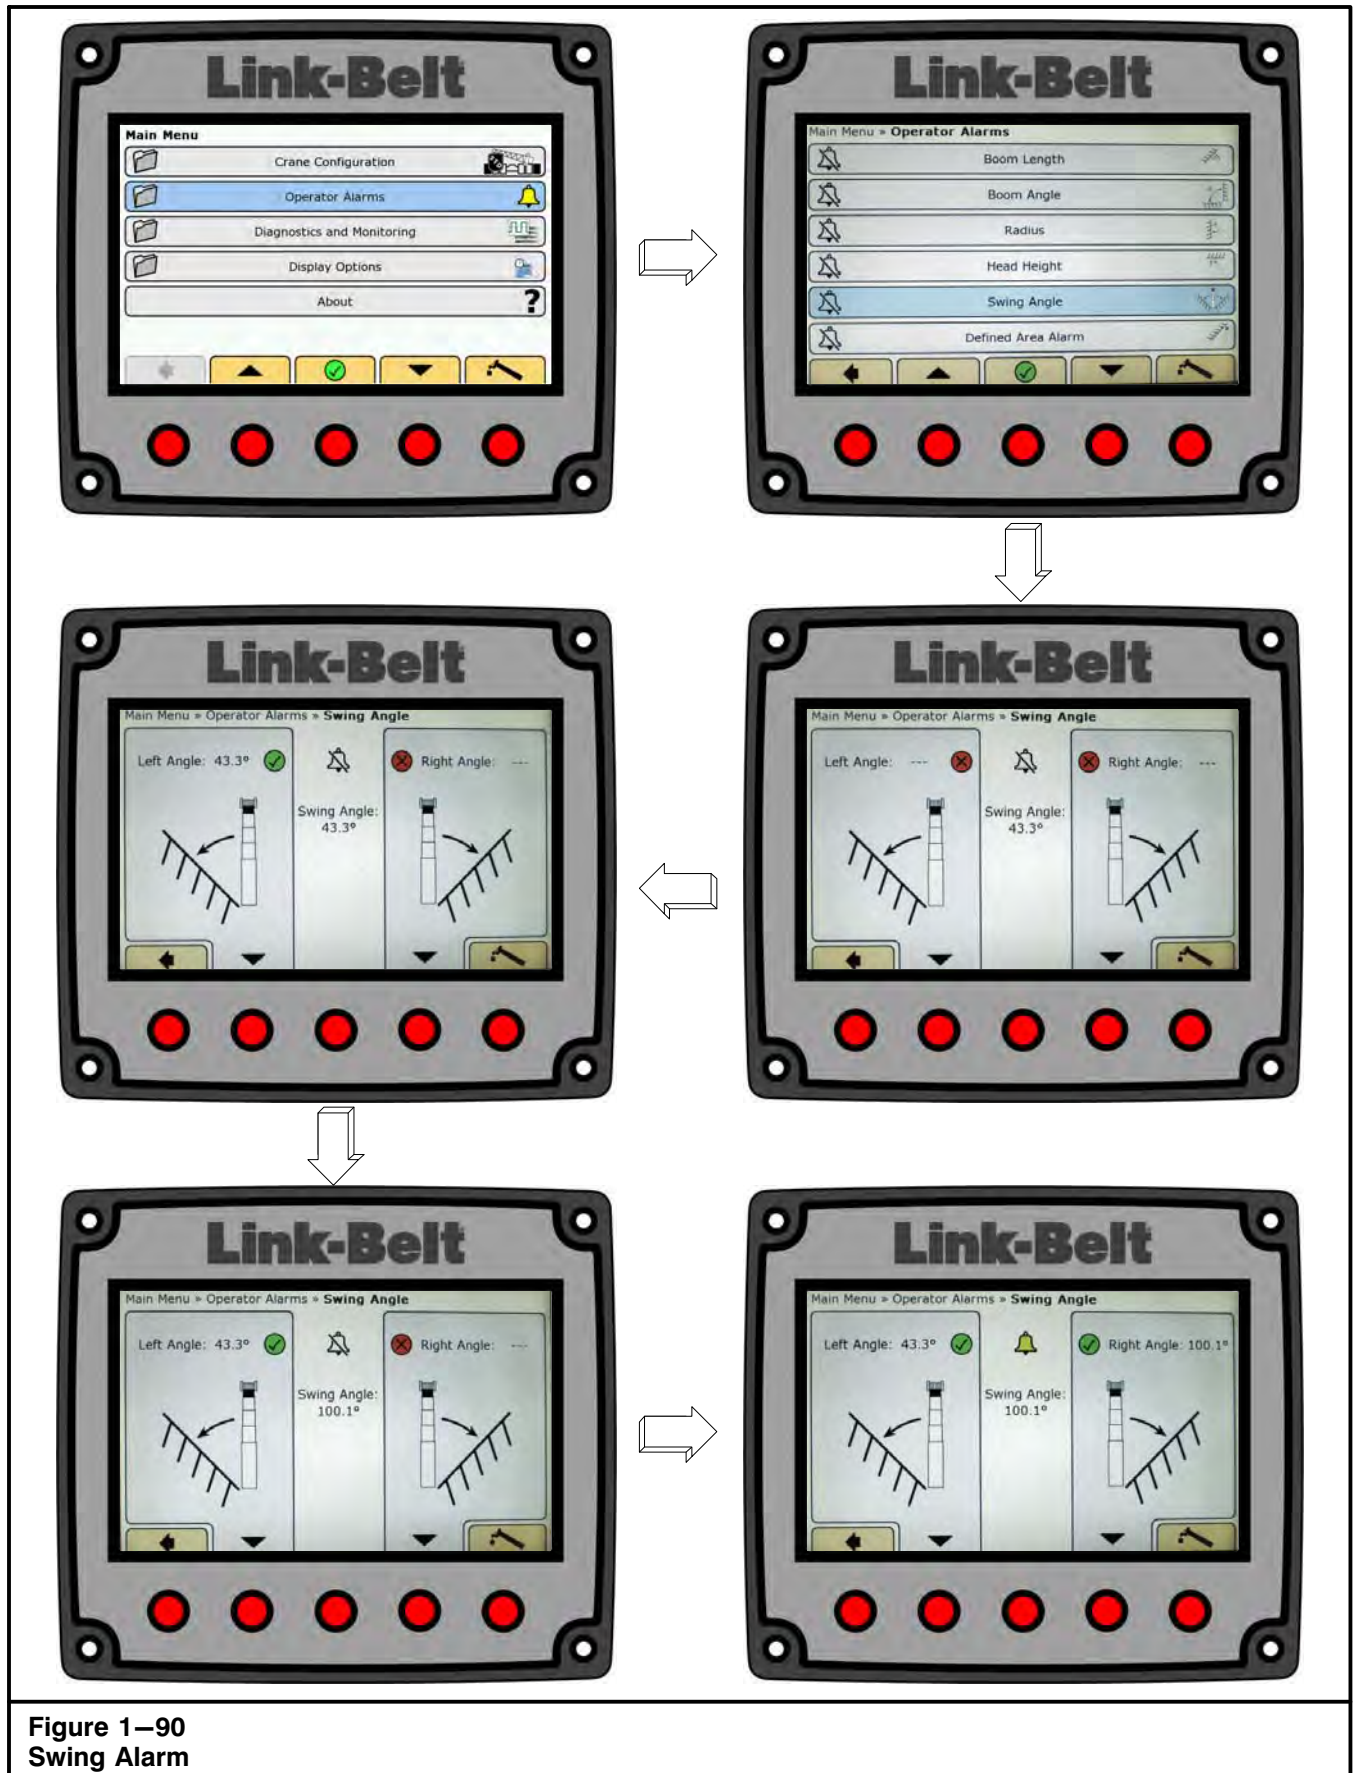 Link-Belt
Main Menu
Crane Configuration
Operator Alarms
Diagnostics and Monitoring
Display Options
About
?
Link-Belt
Main Menu » Operator Alarms
Boom Length
Boom Angle
Radius
Head Height
Swing Angle
Defined Area Alarm
Link-Belt
Main Menu » Operator Alarms » Swing Angle
Left Angle: ---
Right Angle: ---
Swing Angle:
43.3°
Link-Belt
Main Menu » Operator Alarms » Swing Angle
Left Angle: 43.3°
Right Angle: ---
Swing Angle:
43.3°
Link-Belt
Main Menu » Operator Alarms » Swing Angle
Left Angle: 43.3°
Right Angle: ---
Swing Angle:
100.1°
Link-Belt
Main Menu » Operator Alarms » Swing Angle
Left Angle: 43.3°
Right Angle: 100.1°
Swing Angle:
100.1°
Figure 1—90
Swing Alarm